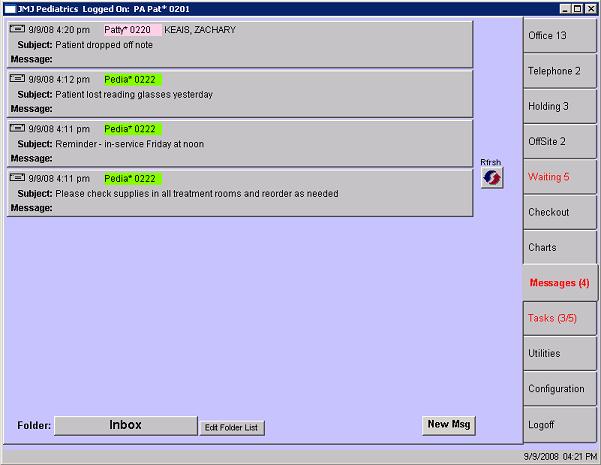 JMJ Pediatrics Logged On: PA Pat* 0201
9/9/08 4:20 pm Patty* 0220 KEAIS, ZACHARY
Subject: Patient dropped off note
Message:
9/9/08 4:12 pm Pedia* 0222
Subject: Patient lost reading glasses yesterday
Message:
9/9/08 4:11 pm Pedia* 0222
Subject: Reminder - in-service Friday at noon
Message:
9/9/08 4:11 pm Pedia* 0222
Subject: Please check supplies in all treatment rooms and reorder as needed
Message:
Rfrsh
Office 13
Telephone 2
Holding 3
OffSite 2
Waiting 5
Checkout
Charts
Messages (4)
Tasks (3/5)
Utilities
Configuration
Logoff
Folder: Inbox Edit Folder List New Msg
9/9/2008 04:21 PM